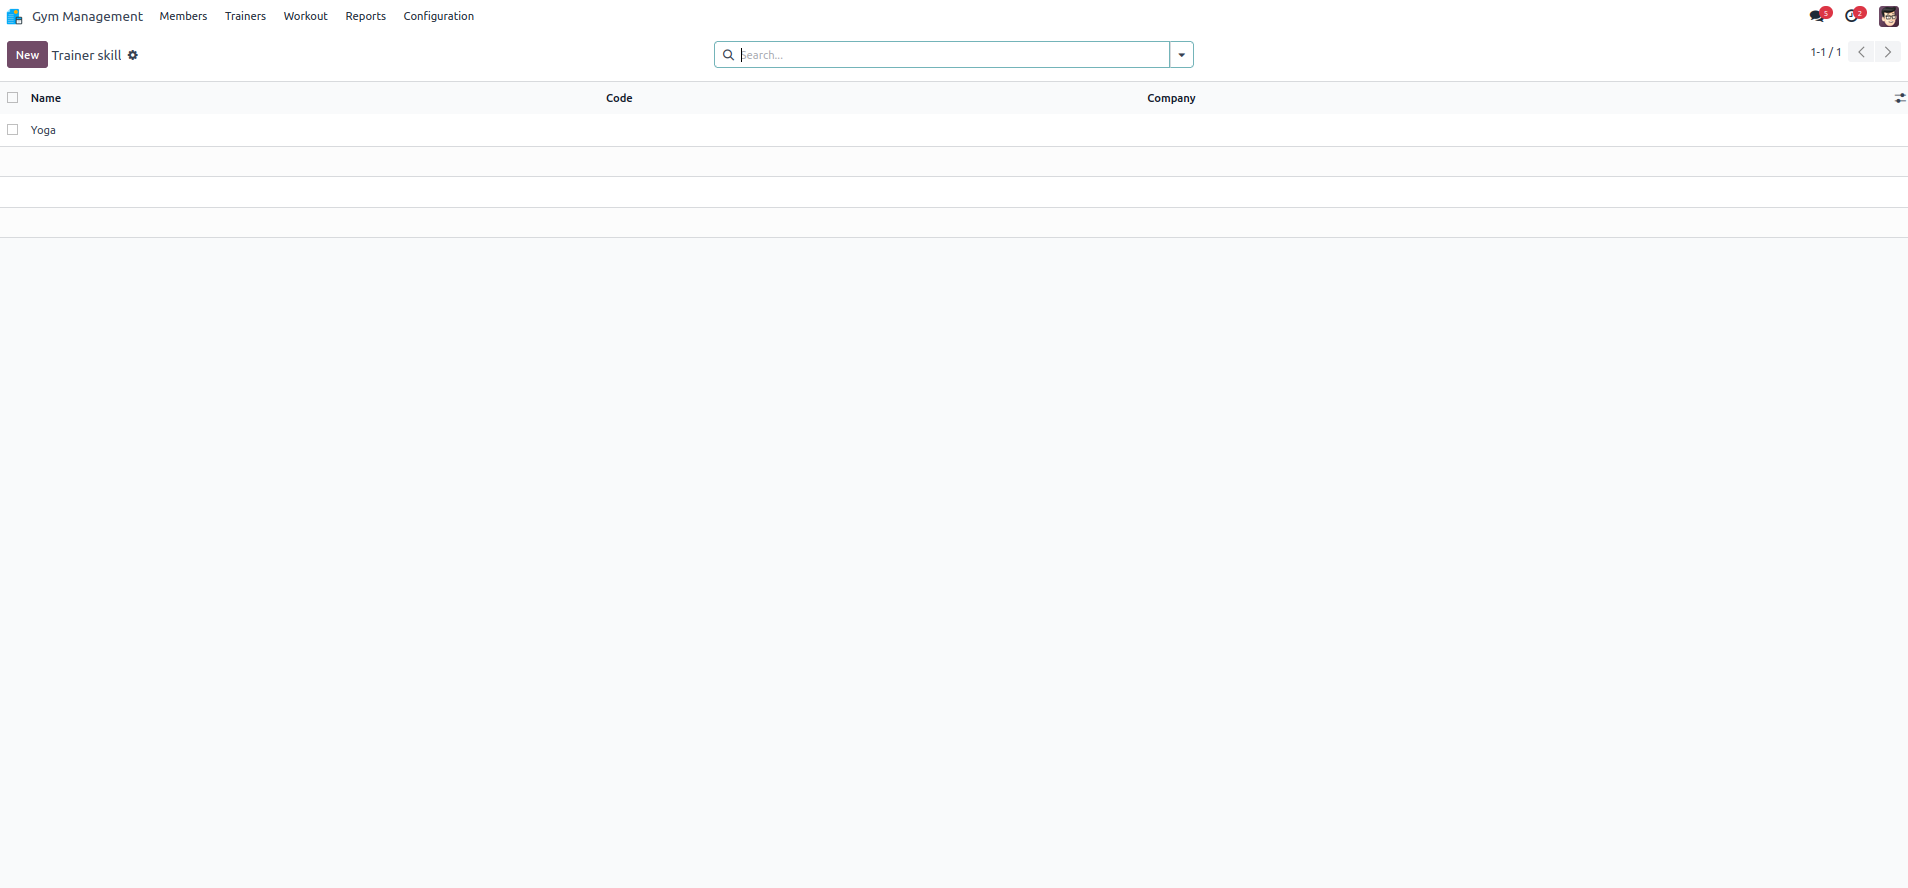 Gym Management Members Trainers Workout Reports Configuration 5 2
New Trainer skill Search... 1-1 / 1
Name Code Company
Yoga